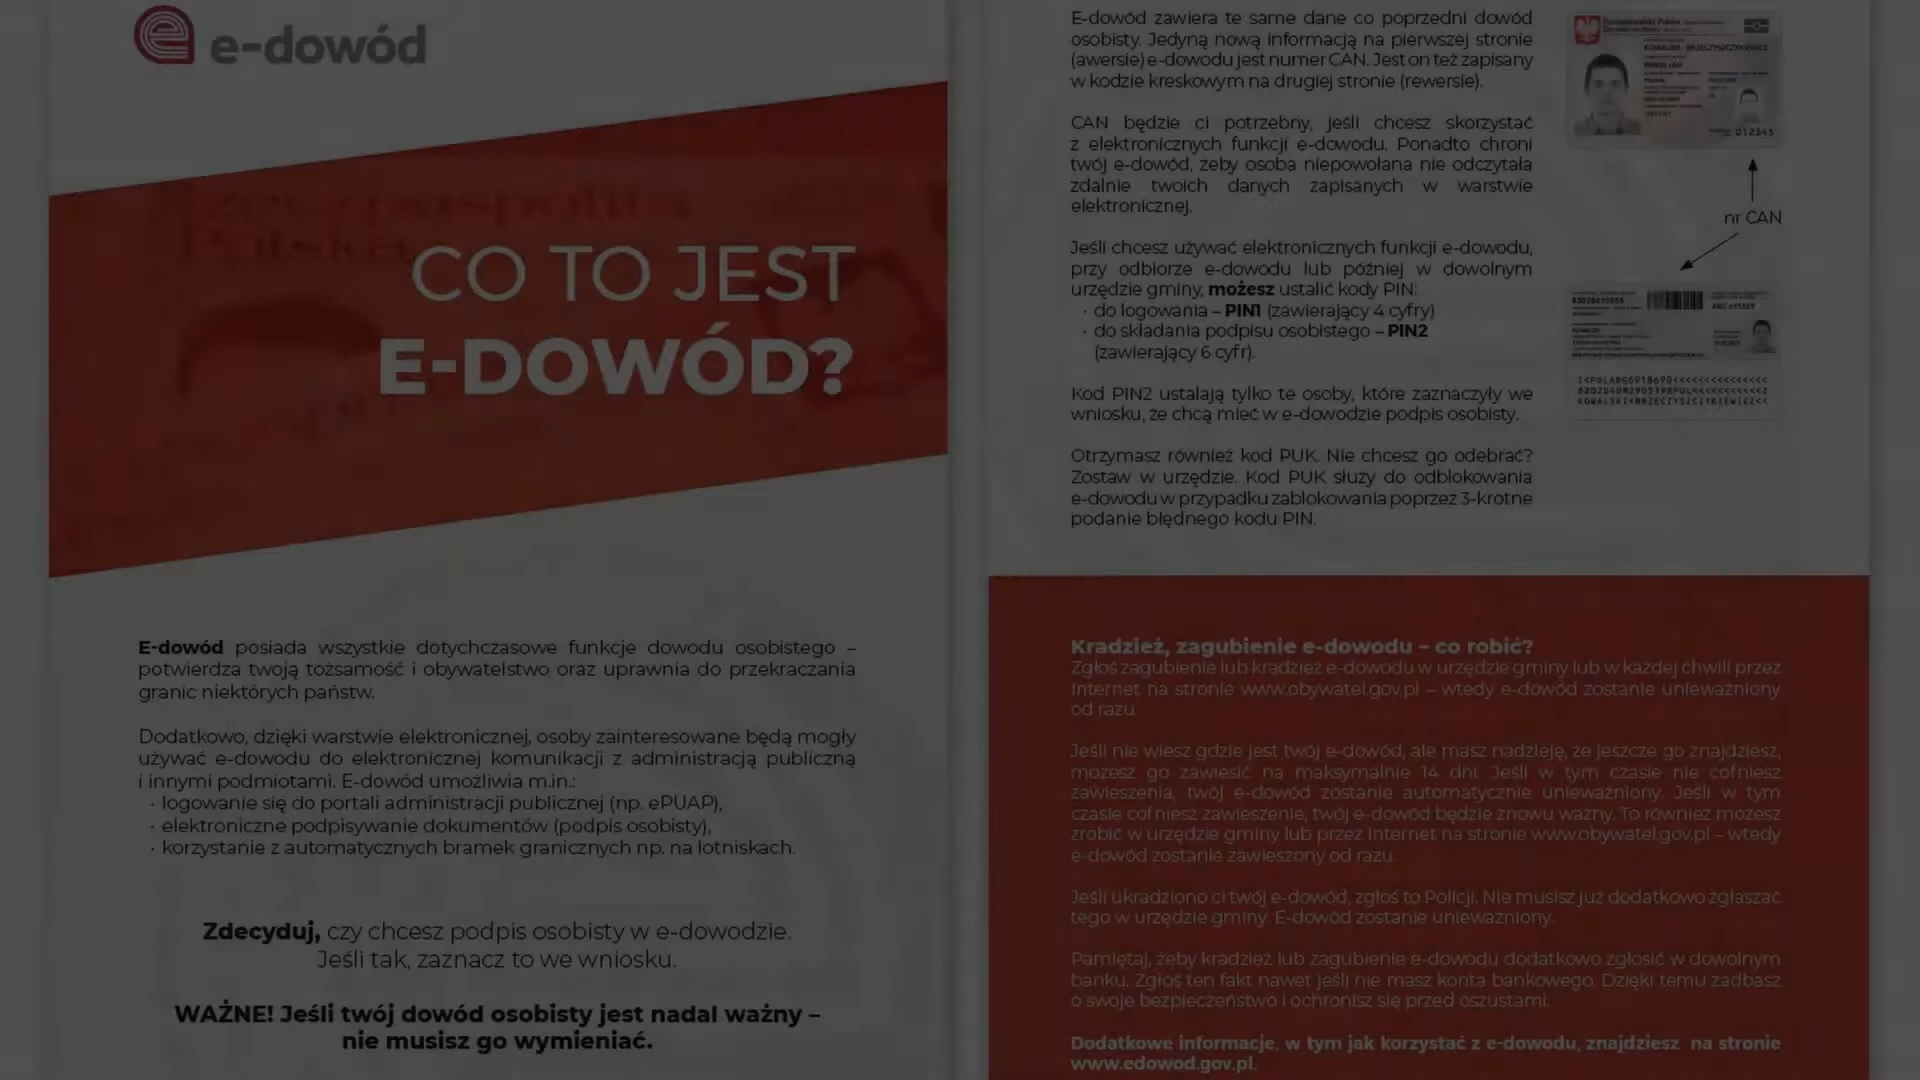 e-dowód
Rzeczpospolita
Polska
CO TO JEST
E-DOWÓD?
E-dowód posiada wszystkie dotychczasowe funkcje dowodu osobistego –
potwierdza twoją tożsamość i obywatelstwo oraz uprawnia do przekraczania
granic niektórych państw.
Dodatkowo, dzięki warstwie elektronicznej, osoby zainteresowane będą mogły
używać e-dowodu do elektronicznej komunikacji z administracją publiczną
i innymi podmiotami. E-dowód umożliwia m.in.:
· logowanie się do portali administracji publicznej (np. ePUAP),
· elektroniczne podpisywanie dokumentów (podpis osobisty),
· korzystanie z automatycznych bramek granicznych np. na lotniskach.
Zdecyduj, czy chcesz podpis osobisty w e-dowodzie.
Jeśli tak, zaznacz to we wniosku.
WAŻNE! Jeśli twój dowód osobisty jest nadal ważny –
nie musisz go wymieniać.
E-dowód zawiera te same dane co poprzedni dowód
osobisty. Jedyną nową informacją na pierwszej stronie
(awersie) e-dowodu jest numer CAN. Jest on też zapisany
w kodzie kreskowym na drugiej stronie (rewersie).
CAN będzie ci potrzebny, jeśli chcesz skorzystać
z elektronicznych funkcji e-dowodu. Ponadto chroni
twój e-dowód, żeby osoba niepowołana nie odczytała
zdalnie twoich danych zapisanych w warstwie
elektronicznej.
Jeśli chcesz używać elektronicznych funkcji e-dowodu,
przy odbiorze e-dowodu lub później w dowolnym
urzędzie gminy, możesz ustalić kody PIN:
· do logowania – PIN1 (zawierający 4 cyfry)
· do składania podpisu osobistego – PIN2
(zawierający 6 cyfr).
Kod PIN2 ustalają tylko te osoby, które zaznaczyły we
wniosku, że chcą mieć w e-dowodzie podpis osobisty.
Otrzymasz również kod PUK. Nie chcesz go odebrać?
Zostaw w urzędzie. Kod PUK służy do odblokowania
e-dowodu w przypadku zablokowania poprzez 3-krotne
podanie błędnego kodu PIN.
012345
nr CAN
Kradzież, zagubienie e-dowodu – co robić?
Zgłoś zagubienie lub kradzież e-dowodu w urzędzie gminy lub w każdej chwili przez
Internet na stronie www.obywatel.gov.pl – wtedy e-dowód zostanie unieważniony
od razu.
Jeśli nie wiesz gdzie jest twój e-dowód, ale masz nadzieję, że jeszcze go znajdziesz,
możesz go zawiesić na maksymalnie 14 dni. Jeśli w tym czasie nie cofniesz
zawieszenia, twój e-dowód zostanie automatycznie unieważniony. Jeśli w tym
czasie cofniesz zawieszenie, twój e-dowód będzie znowu ważny. To również możesz
zrobić w urzędzie gminy lub przez Internet na stronie www.obywatel.gov.pl – wtedy
e-dowód zostanie zawieszony od razu.
Jeśli ukradziono ci twój e-dowód, zgłoś to Policji. Nie musisz już dodatkowo zgłaszać
tego w urzędzie gminy. E-dowód zostanie unieważniony.
Pamiętaj, żeby kradzież lub zagubienie e-dowodu dodatkowo zgłosić w dowolnym
banku. Zgłoś ten fakt nawet jeśli nie masz konta bankowego. Dzięki temu zadbasz
o swoje bezpieczeństwo i ochronisz się przed oszustami.
Dodatkowe informacje, w tym jak korzystać z e-dowodu, znajdziesz na stronie
www.edowod.gov.pl.